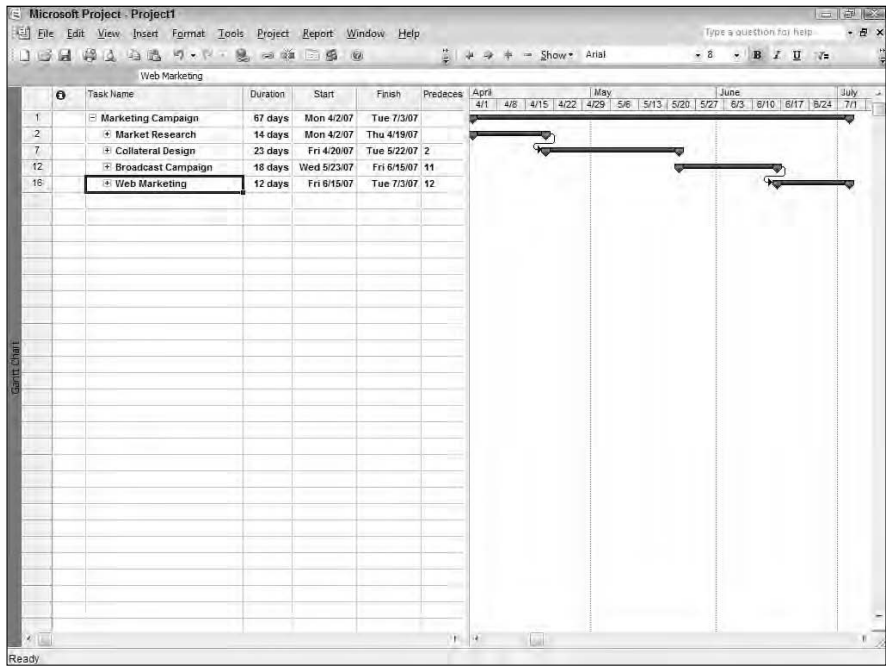 Microsoft Project - Project1
File Edit View Insert Format Tools Project Report Window Help Type a question for help
Show Arial 8 B I U
Web Marketing
Task Name Duration Start Finish Predeces
April May June July
4/1 4/8 4/15 4/22 4/29 5/6 5/13 5/20 5/27 6/3 6/10 6/17 6/24 7/1
1 Marketing Campaign 67 days Mon 4/2/07 Tue 7/3/07
2 Market Research 14 days Mon 4/2/07 Thu 4/19/07
7 Collateral Design 23 days Fri 4/20/07 Tue 5/22/07 2
12 Broadcast Campaign 18 days Wed 5/23/07 Fri 6/15/07 11
16 Web Marketing 12 days Fri 6/15/07 Tue 7/3/07 12
Gantt Chart
Ready